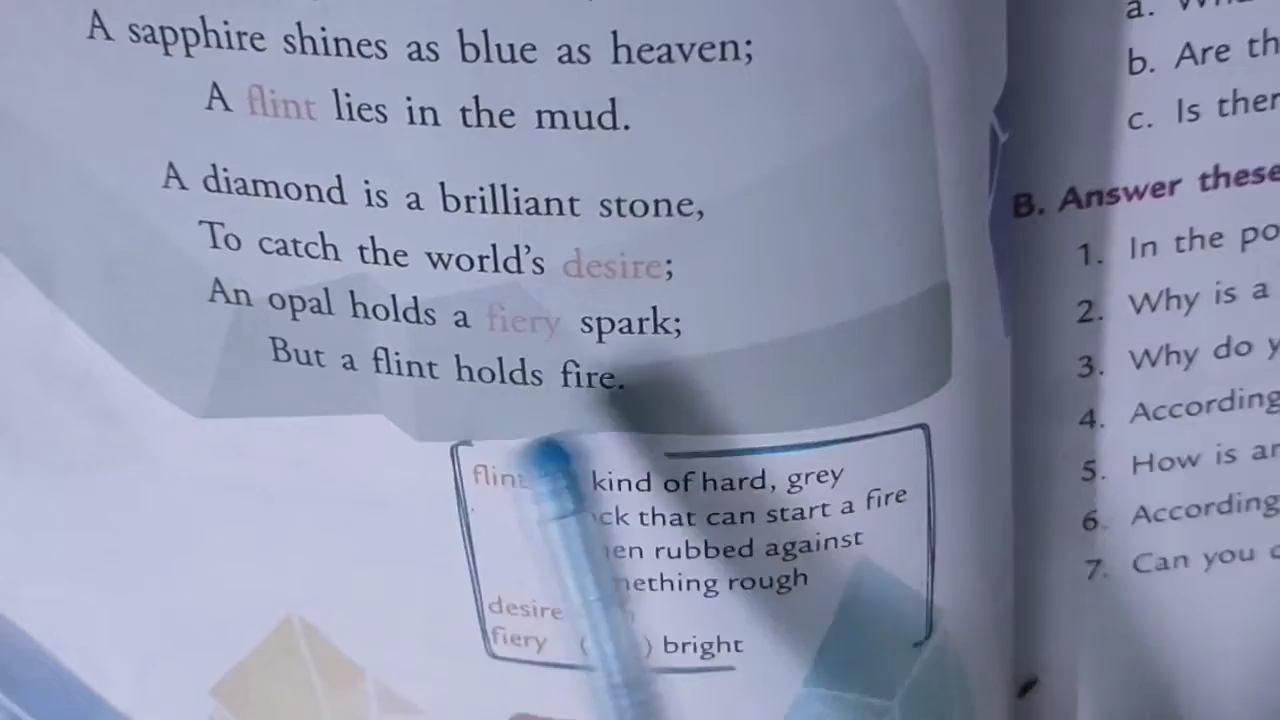 A sapphire shines as blue as heaven;
A flint lies in the mud.
A diamond is a brilliant stone,
To catch the world's desire;
An opal holds a fiery spark;
But a flint holds fire.
flint kind of hard, grey
ck that can start a fire
en rubbed against
mething rough
desire )
fiery ( ) bright
a.
b. Are th
c. Is ther
B. Answer these
1. In the po
2. Why is a
3. Why do y
4. According
5. How is an
6. According
7. Can you c